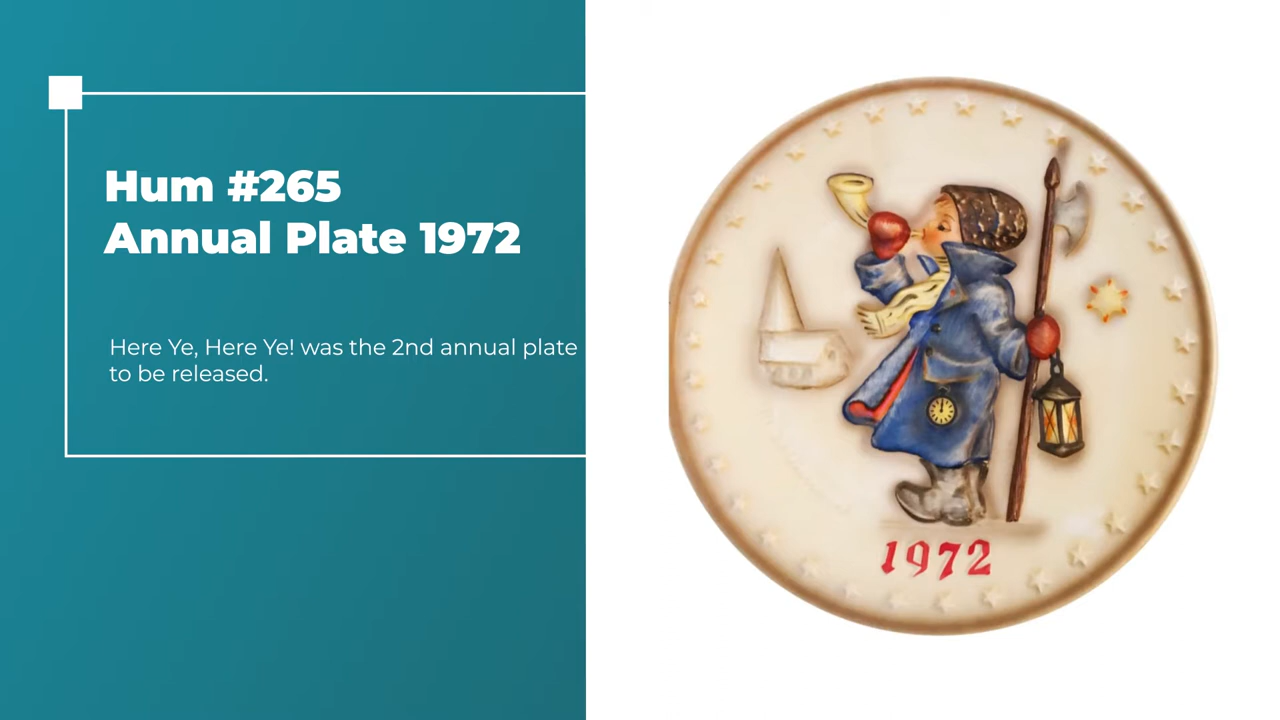 Hum #265
Annual Plate 1972
Here Ye, Here Ye! was the 2nd annual plate
to be released.
1972